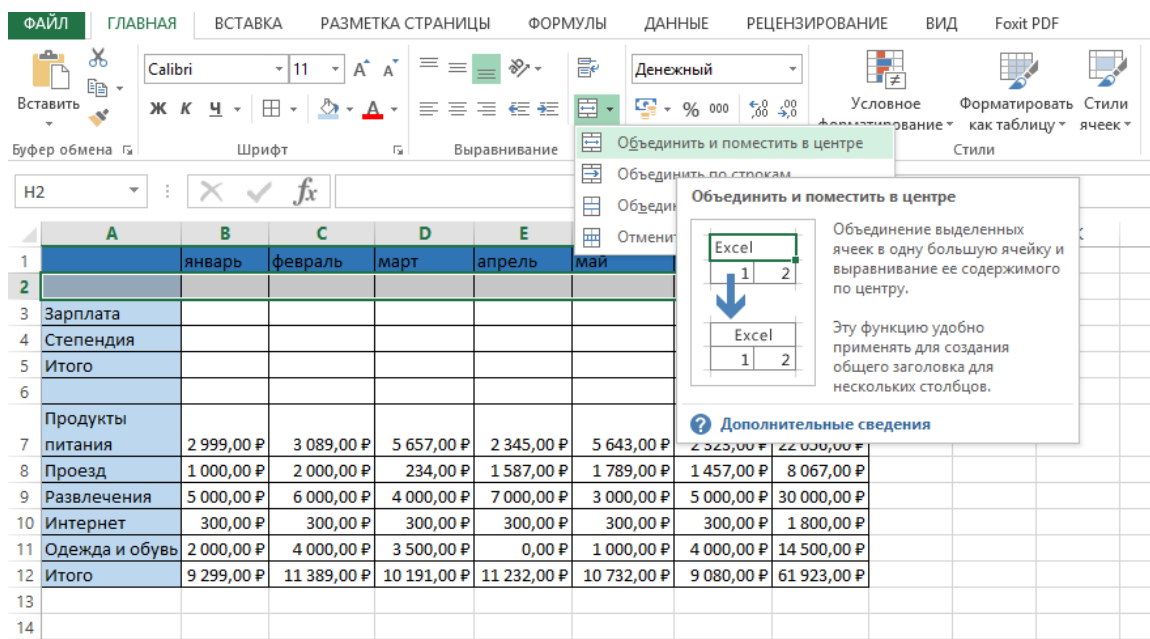 ФАЙЛ ГЛАВНАЯ ВСТАВКА РАЗМЕТКА СТРАНИЦЫ ФОРМУЛЫ ДАННЫЕ РЕЦЕНЗИРОВАНИЕ ВИД Foxit PDF
Вставить
Calibri 11
Ж К Ч
Денежный
% 000
Условное
форматирование
Форматировать
как таблицу
Стили
ячеек
Буфер обмена Шрифт Выравнивание Стили
Объединить и поместить в центре
Объединить по строкам
H2 fx
Объединить и поместить в центре
Excel
1 2
Excel
1 2
Объединение выделенных
ячеек в одну большую ячейку и
выравнивание ее содержимого
по центру.
Эту функцию удобно
применять для создания
общего заголовка для
нескольких столбцов.
Дополнительные сведения
A B C D E
1 январь февраль март апрель май
2
3 Зарплата
4 Степендия
5 Итого
6
Продукты
7 питания 2 999,00 ₽ 3 089,00 ₽ 5 657,00 ₽ 2 345,00 ₽ 5 643,00 ₽ 2 323,00 ₽ 22 056,00 ₽
8 Проезд 1 000,00 ₽ 2 000,00 ₽ 234,00 ₽ 1 587,00 ₽ 1 789,00 ₽ 1 457,00 ₽ 8 067,00 ₽
9 Развлечения 5 000,00 ₽ 6 000,00 ₽ 4 000,00 ₽ 7 000,00 ₽ 3 000,00 ₽ 5 000,00 ₽ 30 000,00 ₽
10 Интернет 300,00 ₽ 300,00 ₽ 300,00 ₽ 300,00 ₽ 300,00 ₽ 300,00 ₽ 1 800,00 ₽
11 Одежда и обувь 2 000,00 ₽ 4 000,00 ₽ 3 500,00 ₽ 0,00 ₽ 1 000,00 ₽ 4 000,00 ₽ 14 500,00 ₽
12 Итого 9 299,00 ₽ 11 389,00 ₽ 10 191,00 ₽ 11 232,00 ₽ 10 732,00 ₽ 9 080,00 ₽ 61 923,00 ₽
13
14